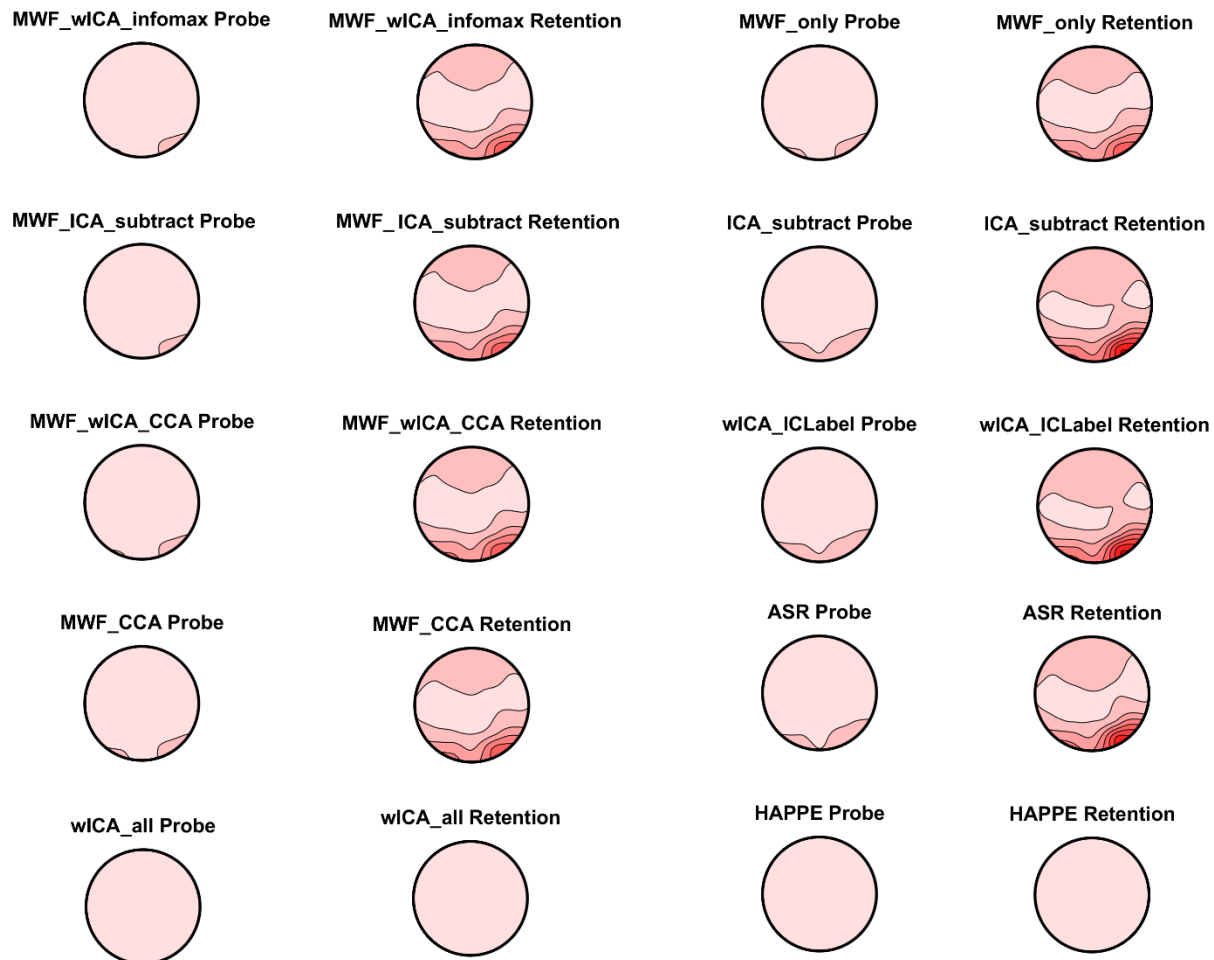 MWF_wICA_infomax Probe
MWF_wICA_infomax Retention
MWF_only Probe
MWF_only Retention
MWF_ICA_subtract Probe
MWF_ICA_subtract Retention
ICA_subtract Probe
ICA_subtract Retention
MWF_wICA_CCA Probe
MWF_wICA_CCA Retention
wICA_ICLabel Probe
wICA_ICLabel Retention
MWF_CCA Probe
MWF_CCA Retention
ASR Probe
ASR Retention
wICA_all Probe
wICA_all Retention
HAPPE Probe
HAPPE Retention